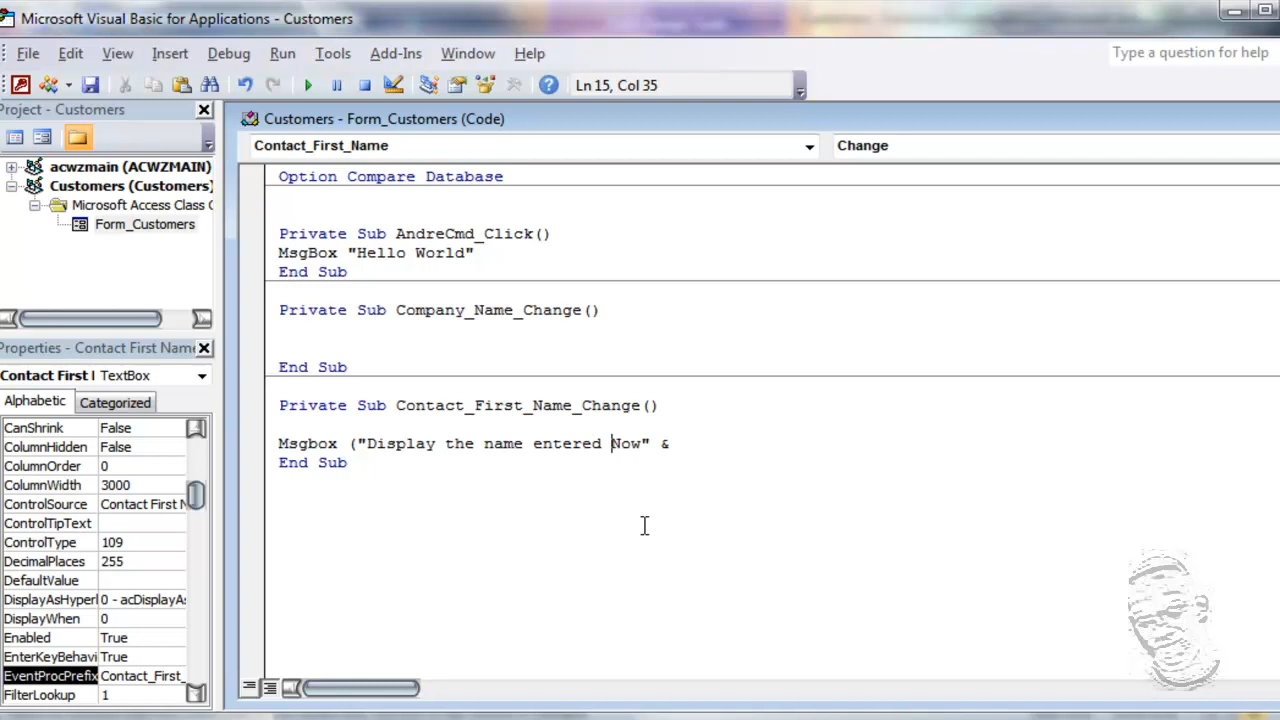 Microsoft Visual Basic for Applications - Customers
File Edit View Insert Debug Run Tools Add-Ins Window Help
Type a question for help
Ln 15, Col 35
Project - Customers
acwzmain (ACWZMAIN)
Customers (Customers)
Microsoft Access Class O
Form_Customers
Properties - Contact First Name
Contact First I TextBox
Alphabetic Categorized
CanShrink False
ColumnHidden False
ColumnOrder 0
ColumnWidth 3000
ControlSource Contact First N
ControlTipText
ControlType 109
DecimalPlaces 255
DefaultValue
DisplayAsHyperl 0 - acDisplayAs
DisplayWhen 0
Enabled True
EnterKeyBehavi True
EventProcPrefix Contact_First_
FilterLookup 1
Customers - Form_Customers (Code)
Contact_First_Name Change
Option Compare Database
Private Sub AndreCmd_Click()
MsgBox "Hello World"
End Sub
Private Sub Company_Name_Change()
End Sub
Private Sub Contact_First_Name_Change()
Msgbox ("Display the name entered Now" &
End Sub